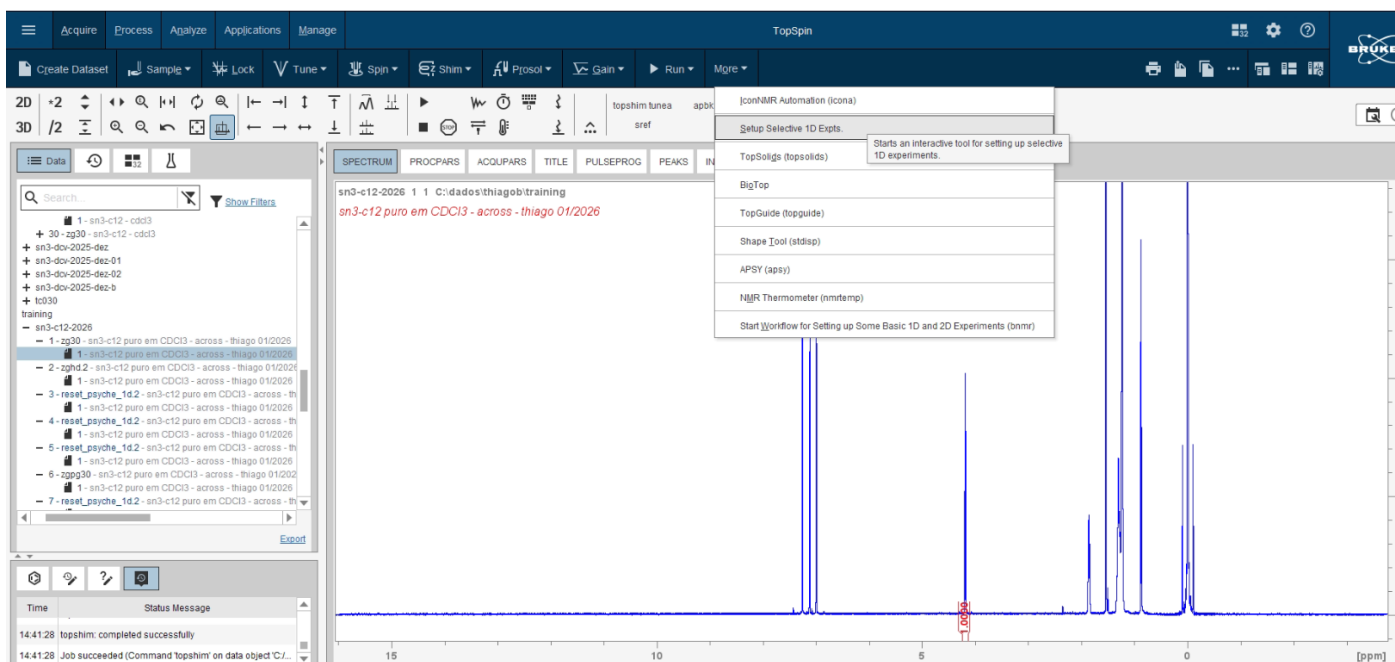 Acquire Process Analyze Applications Manage
TopSpin
32
BRUKE
Create Dataset Sample Lock Tune Spin Shim Prosol Gain Run More
2D *2
3D /2
topshim tunea apbk
sref
IconNMR Automation (icona)
Setup Selective 1D Expts.
Starts an interactive tool for setting up selective
1D experiments.
TopSolids (topsolids)
BioTop
TopGuide (topguide)
Shape Tool (stdisp)
APSY (apsy)
NMR Thermometer (nmrtemp)
Start Workflow for Setting up Some Basic 1D and 2D Experiments (bnmr)
Data 32
Search...
Show Filters
1 - sn3-c12 - cdcl3
30 - zg30 - sn3-c12 - cdcl3
sn3-dcv-2025-dez
sn3-dcv-2025-dez-01
sn3-dcv-2025-dez-02
sn3-dcv-2025-dez-b
tc030
training
sn3-c12-2026
1 - zg30 - sn3-c12 puro em CDCl3 - across - thiago 01/2026
1 - sn3-c12 puro em CDCl3 - across - thiago 01/2026
2 - zghd.2 - sn3-c12 puro em CDCl3 - across - thiago 01/2026
1 - sn3-c12 puro em CDCl3 - across - thiago 01/2026
3 - reset_psyche_1d.2 - sn3-c12 puro em CDCl3 - across - th
1 - sn3-c12 puro em CDCl3 - across - thiago 01/2026
4 - reset_psyche_1d.2 - sn3-c12 puro em CDCl3 - across - th
1 - sn3-c12 puro em CDCl3 - across - thiago 01/2026
5 - reset_psyche_1d.2 - sn3-c12 puro em CDCl3 - across - th
1 - sn3-c12 puro em CDCl3 - across - thiago 01/2026
6 - zgpg30 - sn3-c12 puro em CDCl3 - across - thiago 01/202
1 - sn3-c12 puro em CDCl3 - across - thiago 01/2026
7 - reset_psyche_1d.2 - sn3-c12 puro em CDCl3 - across - th
Export
Time Status Message
14:41:28 topshim: completed successfully
14:41:28 Job succeeded (Command 'topshim' on data object 'C:/...
SPECTRUM PROCPARS ACQUPARS TITLE PULSEPROG PEAKS IN
sn3-c12-2026 1 1 C:\dados\thiagob\training
sn3-c12 puro em CDCl3 - across - thiago 01/2026
1.0000
15 10 5 0 [ppm]